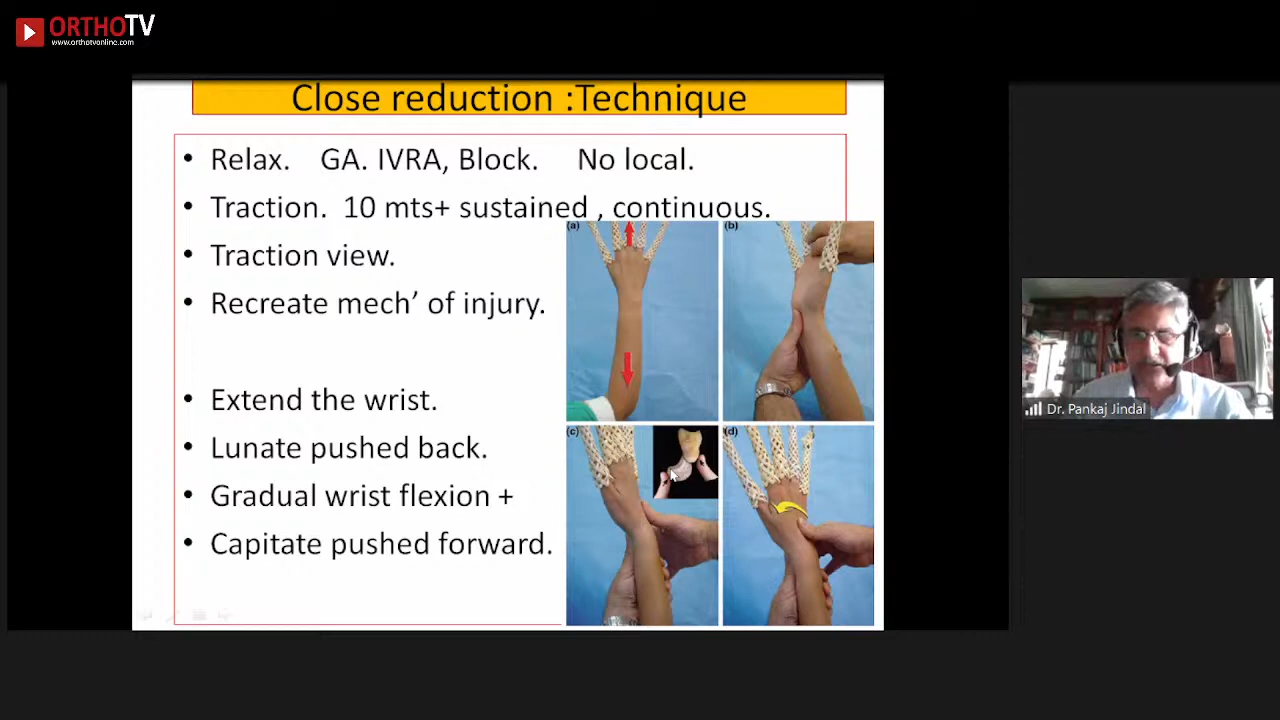 ORTHOTV
www.orthotvonline.com
Close reduction :Technique
• Relax. GA. IVRA, Block. No local.
• Traction. 10 mts+ sustained , continuous.
• Traction view.
• Recreate mech’ of injury.
• Extend the wrist.
• Lunate pushed back.
• Gradual wrist flexion +
• Capitate pushed forward.
(a)
(b)
(c)
(d)
Dr. Pankaj Jindal